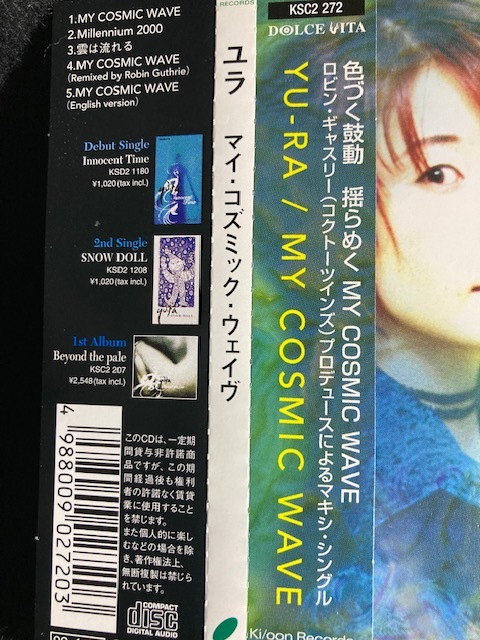 1.MY COSMIC WAVE
2.Millennium 2000
3.雲は流れる
4.MY COSMIC WAVE
(Remixed by Robin Guthrie)
5.MY COSMIC WAVE
(English version)
Debut Single
Innocent Time
KSD2 1180
¥1,020(tax incl.)
2nd Single
SNOW DOLL
KSD2 1208
¥1,020(tax incl.)
1st Album
Beyond the pale
KSC2 207
¥2,548(tax incl.)
4 988009 027203
このCDは、一定期
間貸与非許諾商
品ですが、この期
間経過後も権利
者の許諾なく賃貸
業に使用すること
を禁じます。
また個人的に楽し
むなどの場合を除
き、著作権法上、
無断複製は禁じら
れています。
COMPACT
disc
DIGITAL AUDIO
RECORDS
ユラ マイ・コズミック・ウェイヴ
KSC2 272
DOLCE VITA
色づく鼓動 揺らめく MY COSMIC WAVE
ロビン・ギャスリー(コクトーツインズ)プロデュースによるマキシ・シングル
YU-RA / MY COSMIC WAVE
Ki/oon Records